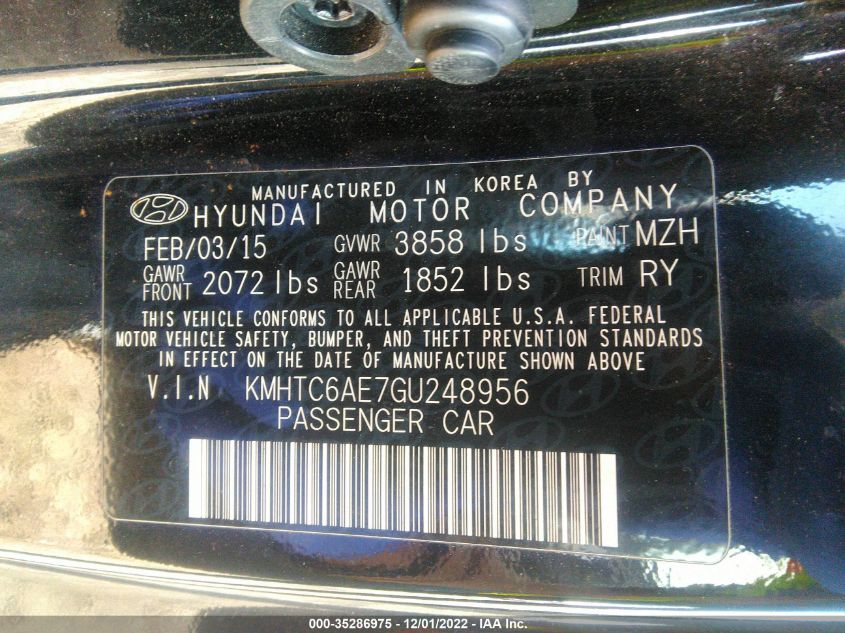 MANUFACTURED IN KOREA BY
HYUNDAI MOTOR COMPANY
FEB/03/15 GVWR 3858 lbs PAINT MZH
GAWR FRONT 2072 lbs GAWR REAR 1852 lbs TRIM RY
THIS VEHICLE CONFORMS TO ALL APPLICABLE U.S.A. FEDERAL
MOTOR VEHICLE SAFETY, BUMPER, AND THEFT PREVENTION STANDARDS
IN EFFECT ON THE DATE OF MANUFACTURE SHOWN ABOVE
V.I.N KMHTC6AE7GU248956
PASSENGER CAR
000-35286975 - 12/01/2022 - IAA Inc.